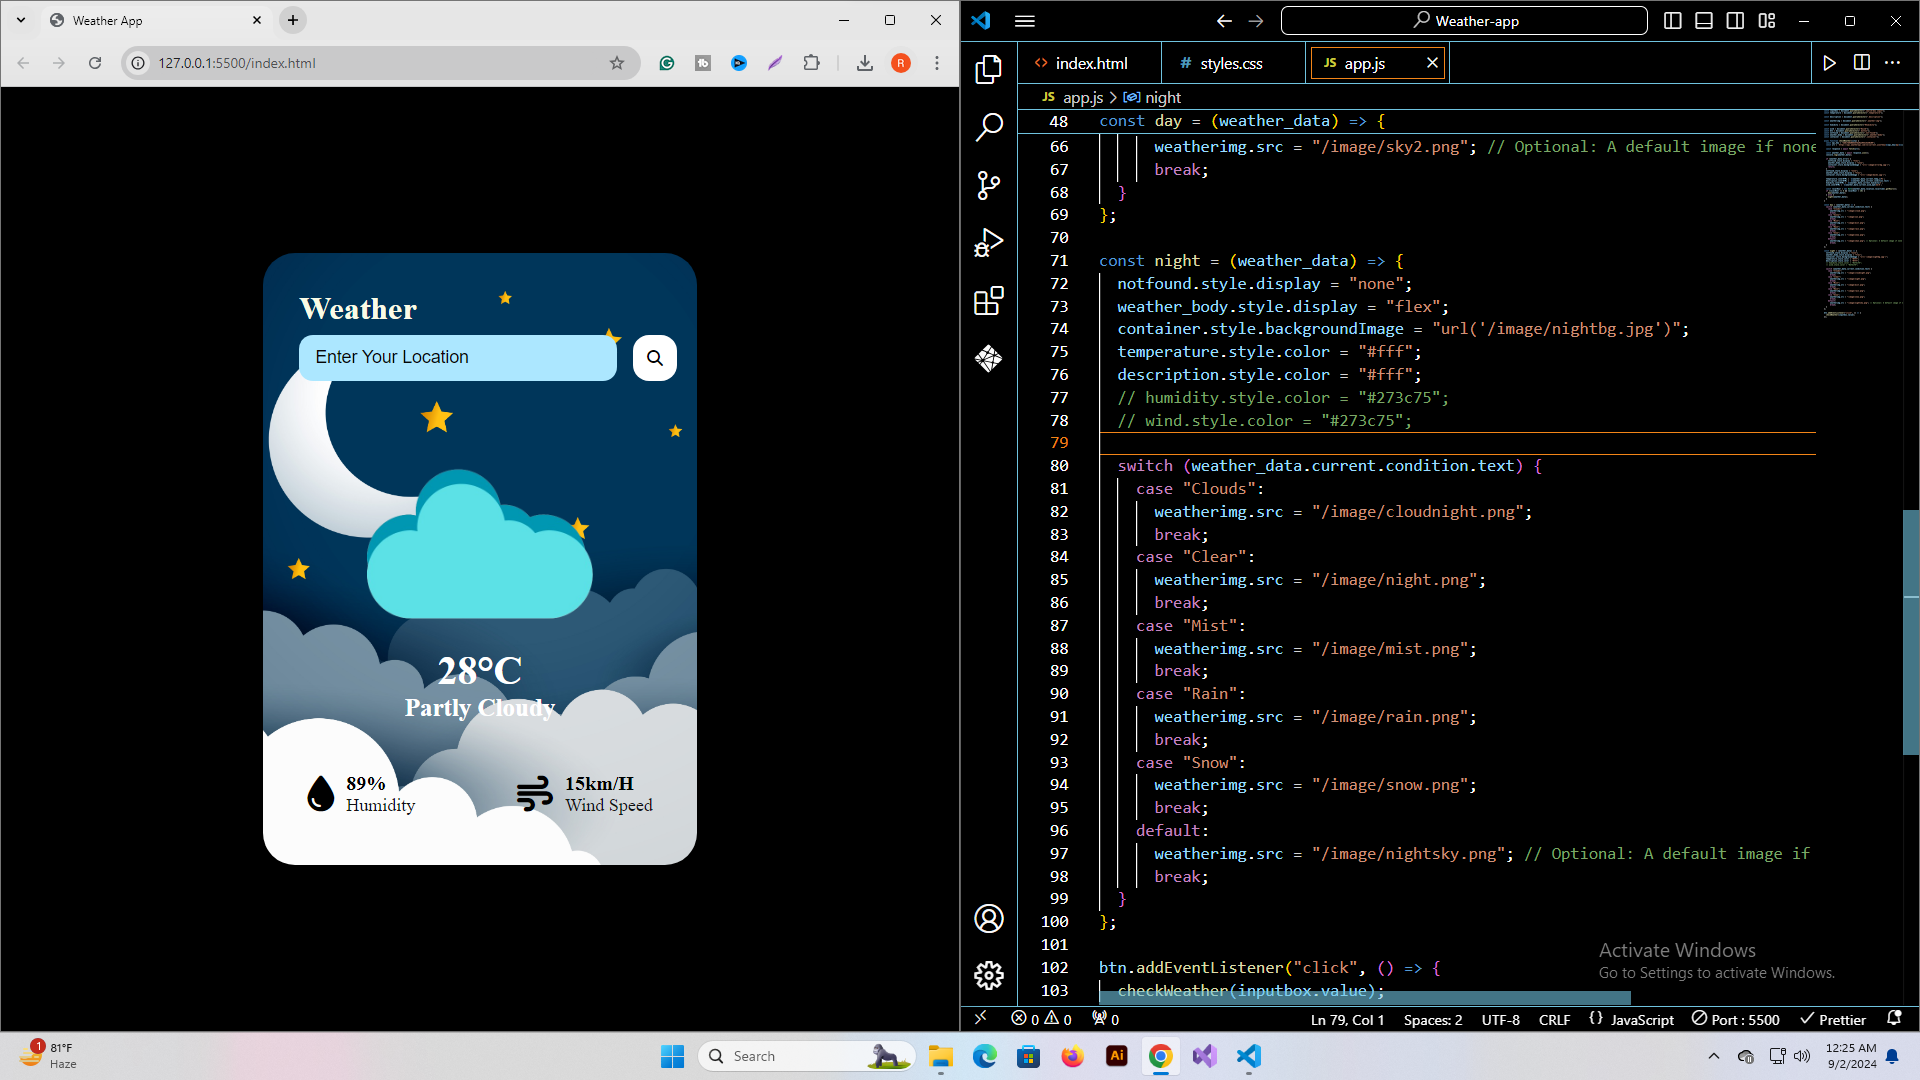 Weather App
127.0.0.1:5500/index.html
R
Weather
Enter Your Location
28°C
Partly Cloudy
89%
Humidity
15km/H
Wind Speed
Weather-app
index.html
# styles.css
JS app.js
JS app.js > night
48 const day = (weather_data) => {
66 weatherimg.src = "/image/sky2.png"; // Optional: A default image if none
67 break;
68 }
69 };
70
71 const night = (weather_data) => {
72 notfound.style.display = "none";
73 weather_body.style.display = "flex";
74 container.style.backgroundImage = "url('/image/nightbg.jpg')";
75 temperature.style.color = "#fff";
76 description.style.color = "#fff";
77 // humidity.style.color = "#273c75";
78 // wind.style.color = "#273c75";
79
80 switch (weather_data.current.condition.text) {
81 case "Clouds":
82 weatherimg.src = "/image/cloudnight.png";
83 break;
84 case "Clear":
85 weatherimg.src = "/image/night.png";
86 break;
87 case "Mist":
88 weatherimg.src = "/image/mist.png";
89 break;
90 case "Rain":
91 weatherimg.src = "/image/rain.png";
92 break;
93 case "Snow":
94 weatherimg.src = "/image/snow.png";
95 break;
96 default:
97 weatherimg.src = "/image/nightsky.png"; // Optional: A default image if
98 break;
99 }
100 };
101
102 btn.addEventListener("click", () => {
103 checkWeather(inputbox.value);
Activate Windows
Go to Settings to activate Windows.
0 0 0 Ln 79, Col 1 Spaces: 2 UTF-8 CRLF {} JavaScript Port : 5500 Prettier
1
81°F
Haze
Search
Ai
12:25 AM
9/2/2024